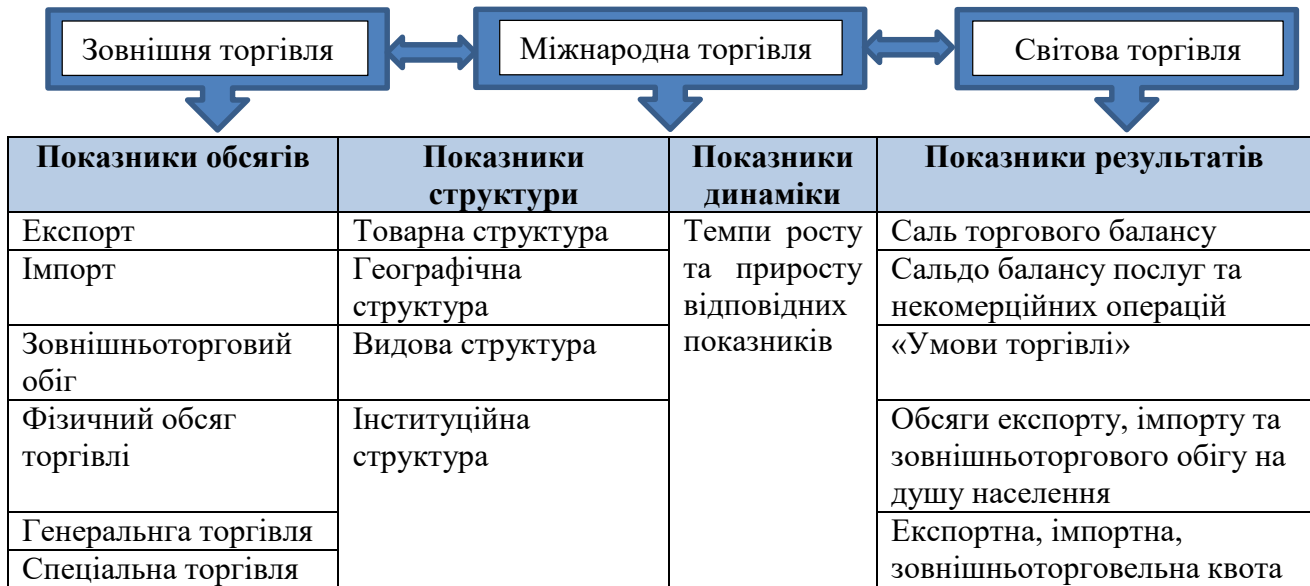 Зовнішня торгівля
Міжнародна торгівля
Світова торгівля
Показники обсягів
Показники
структури
Показники
динаміки
Показники результатів
Експорт
Товарна структура
Темпи росту
та приросту
відповідних
показників
Саль торгового балансу
Імпорт
Географічна
структура
Сальдо балансу послуг та
некомерційних операцій
Зовнішньоторговий
обіг
Видова структура
«Умови торгівлі»
Фізичний обсяг
торгівлі
Інституційна
структура
Обсяги експорту, імпорту та
зовнішньоторгового обігу на
душу населення
Генеральнга торгівля
Експортна, імпортна,
зовнішньоторговельна квота
Спеціальна торгівля